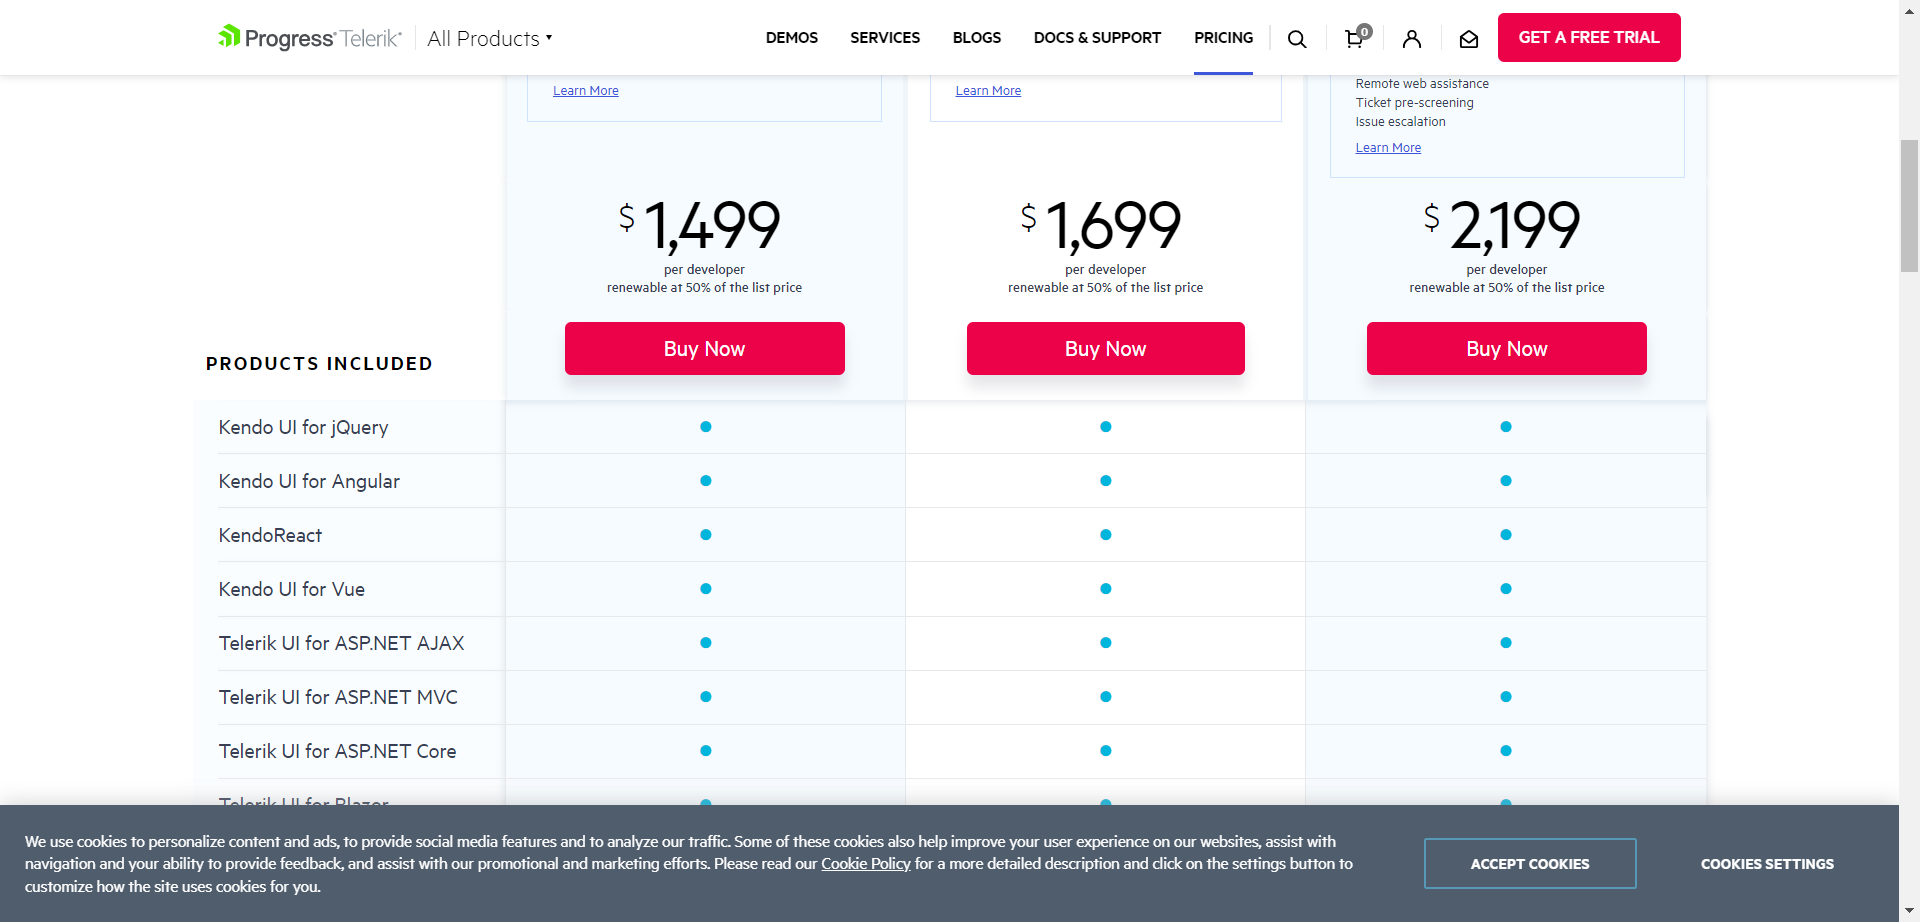 Progress Telerik
All Products
DEMOS
SERVICES
BLOGS
DOCS & SUPPORT
PRICING
0
GET A FREE TRIAL
Learn More
Learn More
Remote web assistance
Ticket pre-screening
Issue escalation
Learn More
$ 1,499
per developer
renewable at 50% of the list price
Buy Now
$ 1,699
per developer
renewable at 50% of the list price
Buy Now
$ 2,199
per developer
renewable at 50% of the list price
Buy Now
PRODUCTS INCLUDED
Kendo UI for jQuery
Kendo UI for Angular
KendoReact
Kendo UI for Vue
Telerik UI for ASP.NET AJAX
Telerik UI for ASP.NET MVC
Telerik UI for ASP.NET Core
Telerik UI for Blazor
We use cookies to personalize content and ads, to provide social media features and to analyze our traffic. Some of these cookies also help improve your user experience on our websites, assist with
navigation and your ability to provide feedback, and assist with our promotional and marketing efforts. Please read our Cookie Policy for a more detailed description and click on the settings button to
customize how the site uses cookies for you.
ACCEPT COOKIES
COOKIES SETTINGS